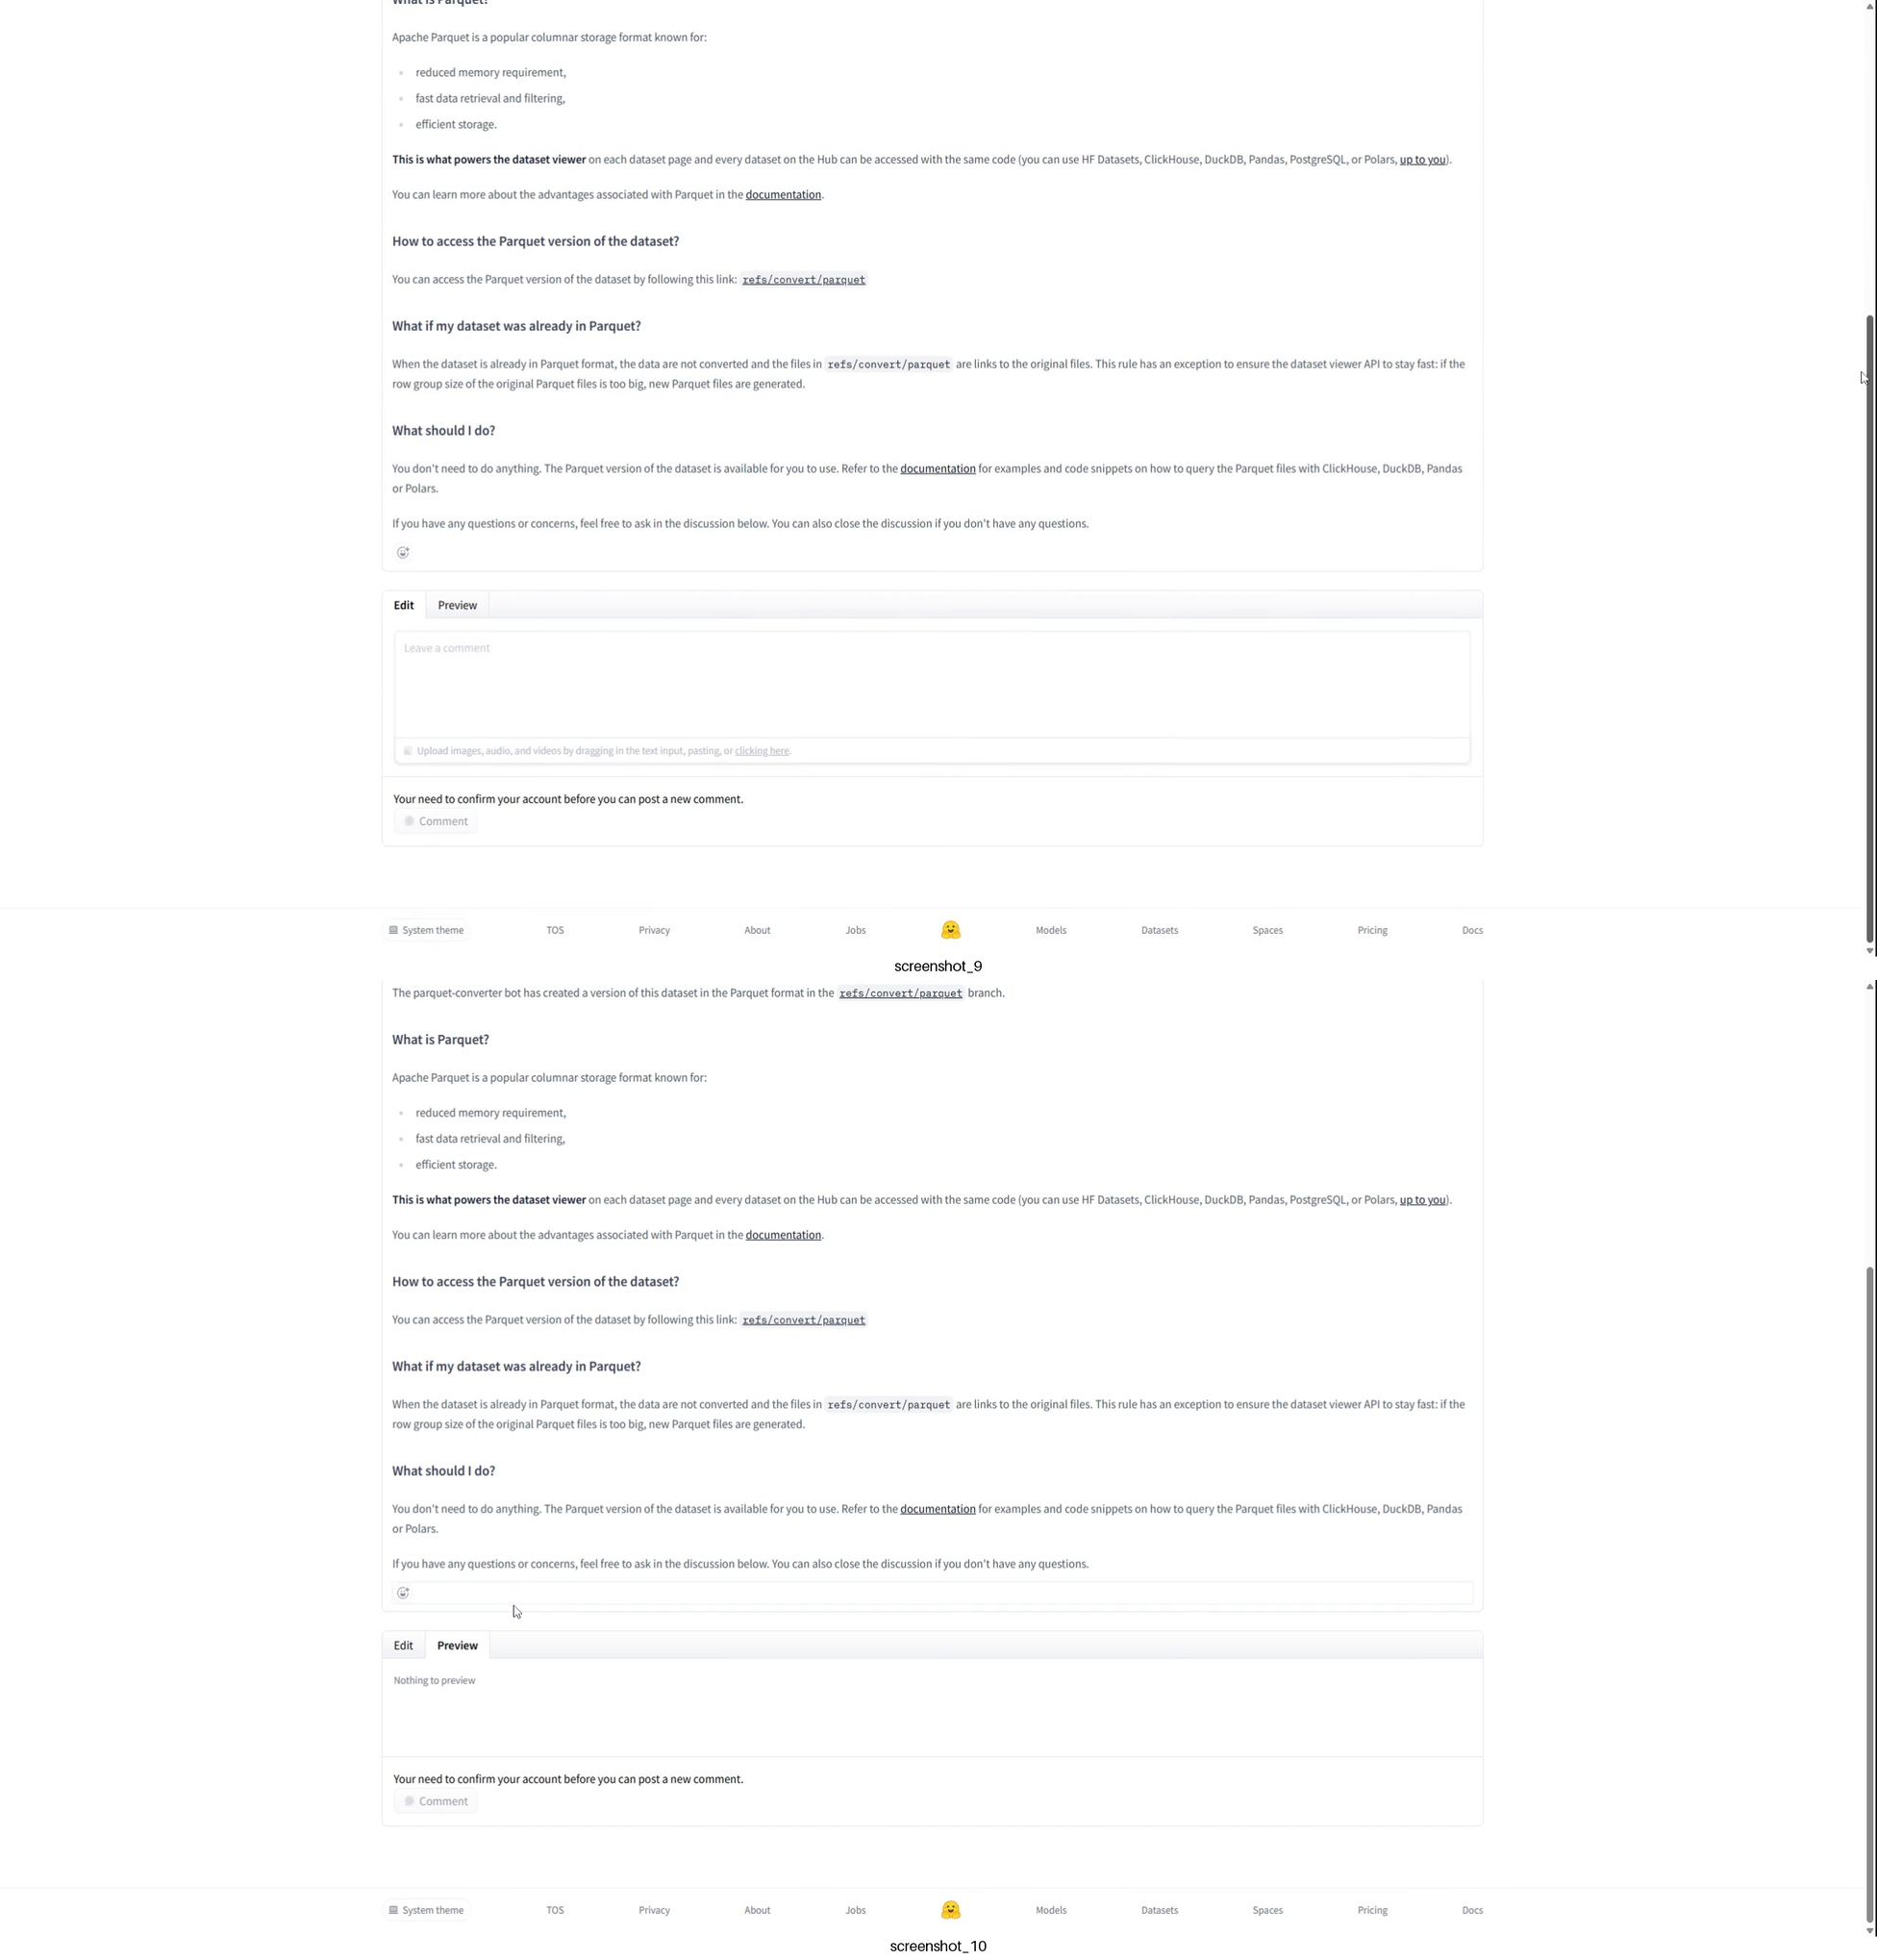 What is Parquet?
Apache Parquet is a popular columnar storage format known for:
reduced memory requirement,
fast data retrieval and filtering,
efficient storage.
This is what powers the dataset viewer on each dataset page and every dataset on the Hub can be accessed with the same code (you can use HF Datasets, ClickHouse, DuckDB, Pandas, PostgreSQL, or Polars, up to you).
You can learn more about the advantages associated with Parquet in the documentation.
How to access the Parquet version of the dataset?
You can access the Parquet version of the dataset by following this link: refs/convert/parquet
What if my dataset was already in Parquet?
When the dataset is already in Parquet format, the data are not converted and the files in refs/convert/parquet are links to the original files. This rule has an exception to ensure the dataset viewer API to stay fast: if the
row group size of the original Parquet files is too big, new Parquet files are generated.
What should I do?
You don't need to do anything. The Parquet version of the dataset is available for you to use. Refer to the documentation for examples and code snippets on how to query the Parquet files with ClickHouse, DuckDB, Pandas
or Polars.
If you have any questions or concerns, feel free to ask in the discussion below. You can also close the discussion if you don't have any questions.
Edit Preview
Leave a comment
Upload images, audio, and videos by dragging in the text input, pasting, or clicking here.
Your need to confirm your account before you can post a new comment.
Comment
System theme TOS Privacy About Jobs Models Datasets Spaces Pricing Docs
screenshot_9
The parquet-converter bot has created a version of this dataset in the Parquet format in the refs/convert/parquet branch.
What is Parquet?
Apache Parquet is a popular columnar storage format known for:
reduced memory requirement,
fast data retrieval and filtering,
efficient storage.
This is what powers the dataset viewer on each dataset page and every dataset on the Hub can be accessed with the same code (you can use HF Datasets, ClickHouse, DuckDB, Pandas, PostgreSQL, or Polars, up to you).
You can learn more about the advantages associated with Parquet in the documentation.
How to access the Parquet version of the dataset?
You can access the Parquet version of the dataset by following this link: refs/convert/parquet
What if my dataset was already in Parquet?
When the dataset is already in Parquet format, the data are not converted and the files in refs/convert/parquet are links to the original files. This rule has an exception to ensure the dataset viewer API to stay fast: if the
row group size of the original Parquet files is too big, new Parquet files are generated.
What should I do?
You don't need to do anything. The Parquet version of the dataset is available for you to use. Refer to the documentation for examples and code snippets on how to query the Parquet files with ClickHouse, DuckDB, Pandas
or Polars.
If you have any questions or concerns, feel free to ask in the discussion below. You can also close the discussion if you don't have any questions.
Edit Preview
Nothing to preview
Your need to confirm your account before you can post a new comment.
Comment
System theme TOS Privacy About Jobs Models Datasets Spaces Pricing Docs
screenshot_10